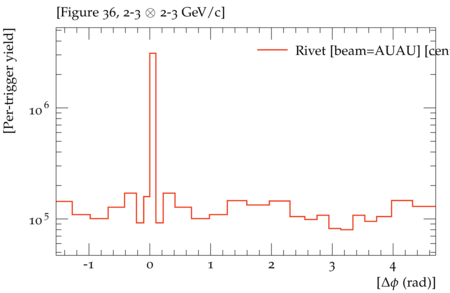 [Figure 36, 2-3 ⊗ 2-3 GeV/c]
[Per-trigger yield]
Rivet [beam=AUAU] [cen
10⁶
10⁵
-1 0 1 2 3 4
[Δϕ (rad)]